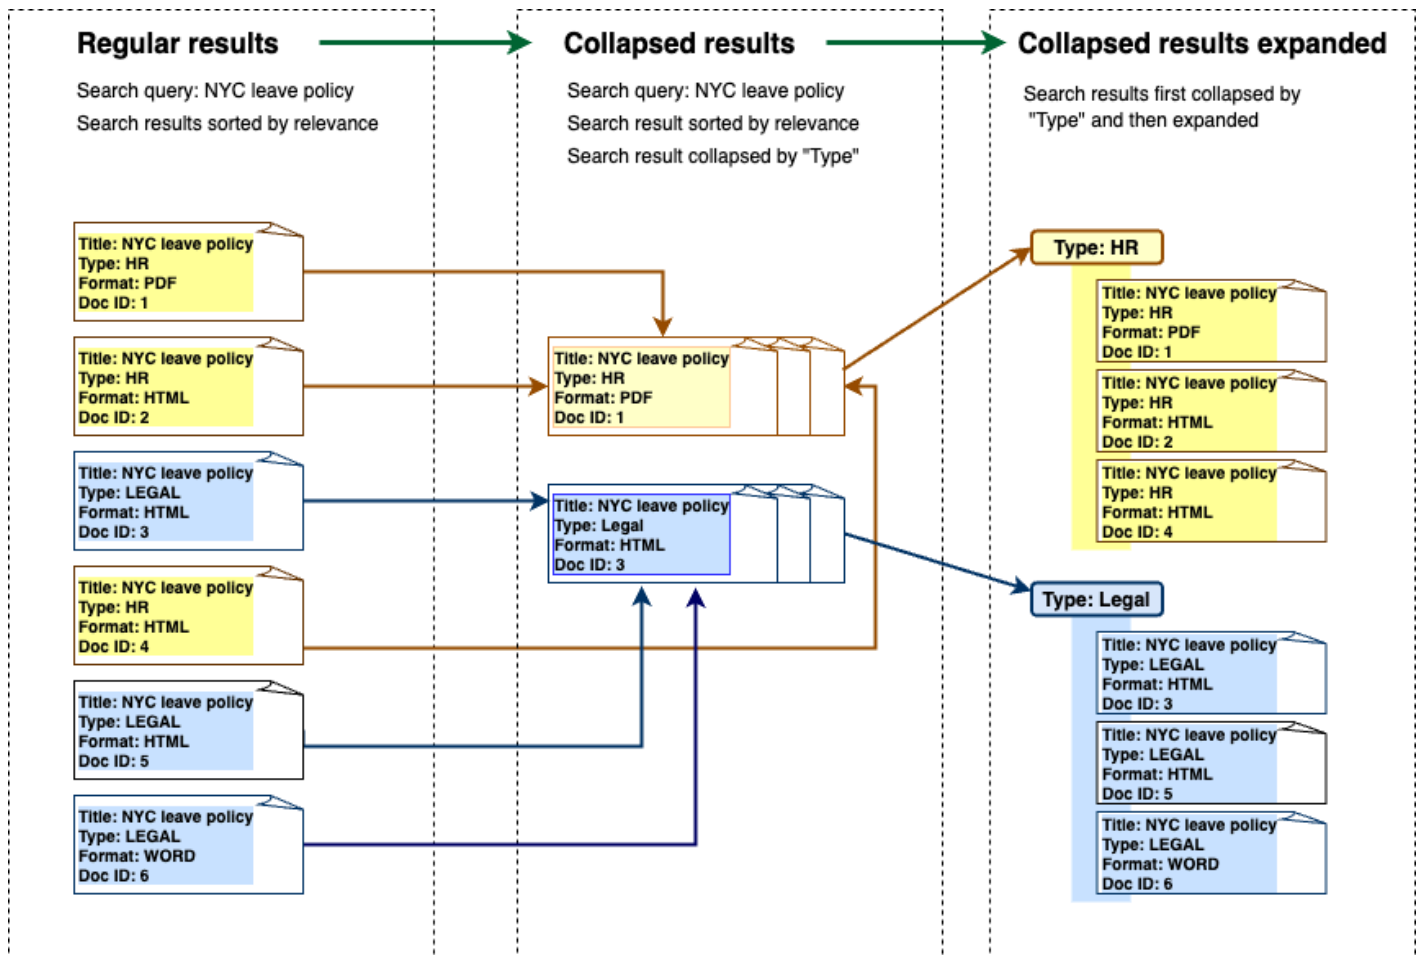 Regular results
Search query: NYC leave policy
Search results sorted by relevance
Title: NYC leave policy
Type: HR
Format: PDF
Doc ID: 1
Title: NYC leave policy
Type: HR
Format: HTML
Doc ID: 2
Title: NYC leave policy
Type: LEGAL
Format: HTML
Doc ID: 3
Title: NYC leave policy
Type: HR
Format: HTML
Doc ID: 4
Title: NYC leave policy
Type: LEGAL
Format: HTML
Doc ID: 5
Title: NYC leave policy
Type: LEGAL
Format: WORD
Doc ID: 6
Collapsed results
Search query: NYC leave policy
Search result sorted by relevance
Search result collapsed by "Type"
Title: NYC leave policy
Type: HR
Format: PDF
Doc ID: 1
Title: NYC leave policy
Type: Legal
Format: HTML
Doc ID: 3
Collapsed results expanded
Search results first collapsed by
"Type" and then expanded
Type: HR
Title: NYC leave policy
Type: HR
Format: PDF
Doc ID: 1
Title: NYC leave policy
Type: HR
Format: HTML
Doc ID: 2
Title: NYC leave policy
Type: HR
Format: HTML
Doc ID: 4
Type: Legal
Title: NYC leave policy
Type: LEGAL
Format: HTML
Doc ID: 3
Title: NYC leave policy
Type: LEGAL
Format: HTML
Doc ID: 5
Title: NYC leave policy
Type: LEGAL
Format: WORD
Doc ID: 6